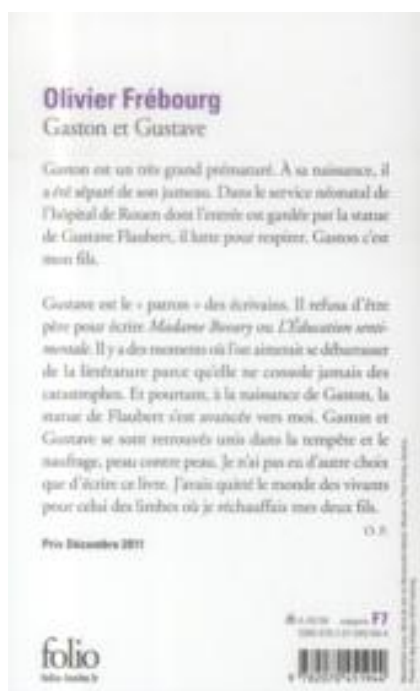 Olivier Frébourg
Gaston et Gustave
Gaston est un très grand prématuré. À sa naissance, il
a été séparé de son jumeau. Dans le service néonatal de
l'hôpital de Rouen dont l'entrée est gardée par la statue
de Gustave Flaubert, il lutte pour respirer. Gaston c'est
mon fils.
Gustave est le « patron » des écrivains. Il refusa d'être
père pour écrire Madame Bovary ou L'Éducation senti-
mentale. Il y a des moments où l'on aimerait se débarrasser
de la littérature parce qu'elle ne console jamais des
catastrophes. Et pourtant, à la naissance de Gaston, la
statue de Flaubert s'est avancée vers moi. Gaston et
Gustave se sont retrouvés unis dans la tempête et le
naufrage, peau contre peau. Je n'ai pas eu d'autre choix
que d'écrire ce livre. J'avais quitté le monde des vivants
pour celui des limbes où je réchauffais mes deux fils.
O. F.
Prix Décembre 2011
F7
folio
folio-lesite.fr